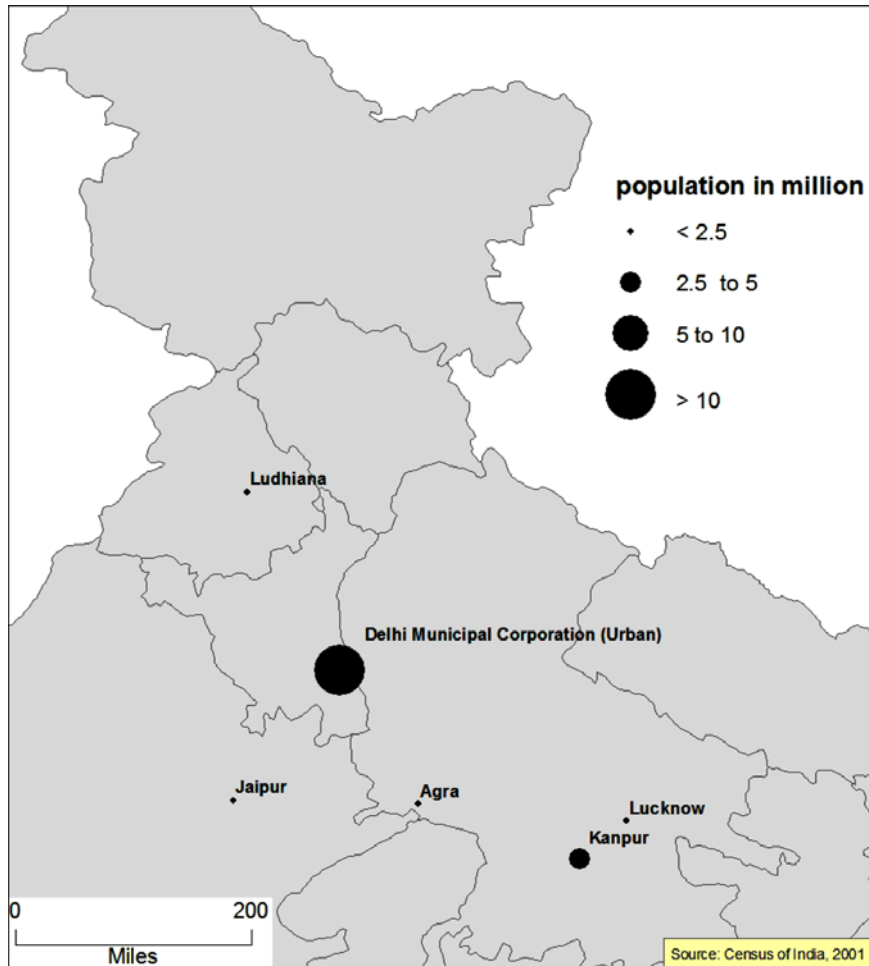 population in million
< 2.5
2.5 to 5
5 to 10
> 10
Ludhiana
Delhi Municipal Corporation (Urban)
Jaipur
Agra
Lucknow
Kanpur
0 200
Miles
Source: Census of India, 2001